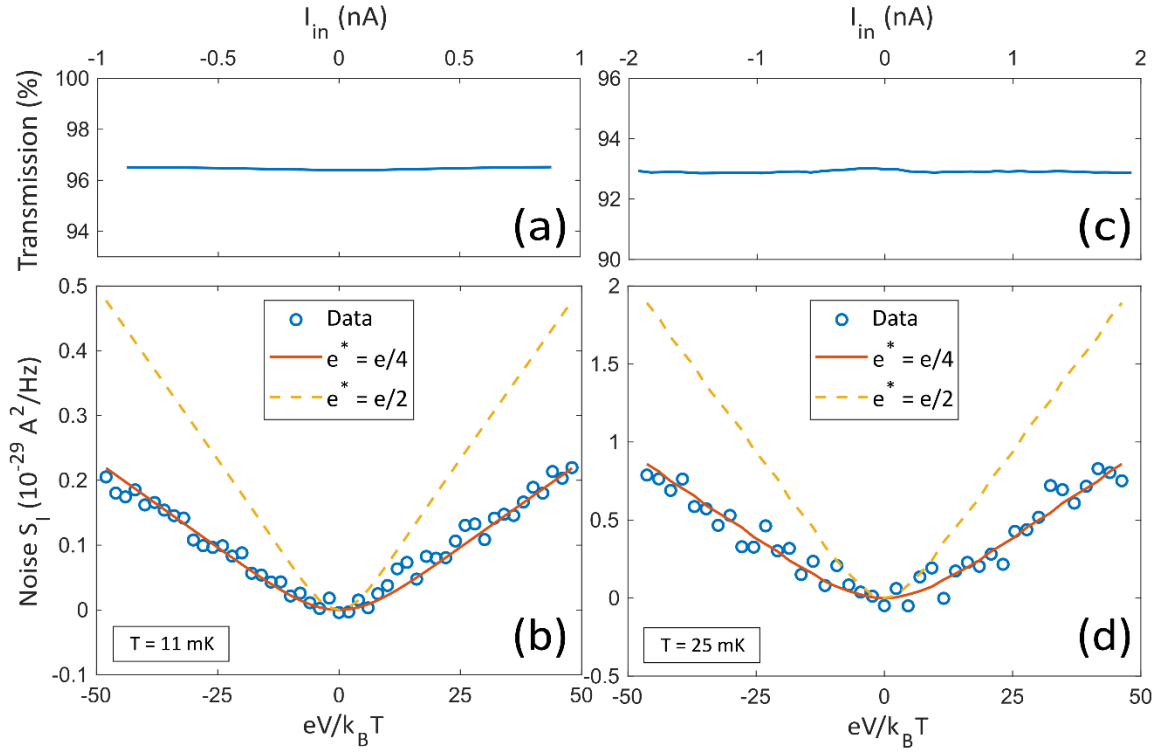 I_in (nA)
-1 -0.5 0 0.5 1
Transmission (%)
100
98
96
94
(a)
I_in (nA)
-2 -1 0 1 2
96
94
92
90
(c)
Noise S_I (10^-29 A^2/Hz)
0.5
0.4
0.3
0.2
0.1
0
-0.1
Data
e^* = e/4
e^* = e/2
T = 11 mK
(b)
-50 -25 0 25 50
eV/k_BT
2
1.5
1
0.5
0
-0.5
Data
e^* = e/4
e^* = e/2
T = 25 mK
(d)
-50 -25 0 25 50
eV/k_BT